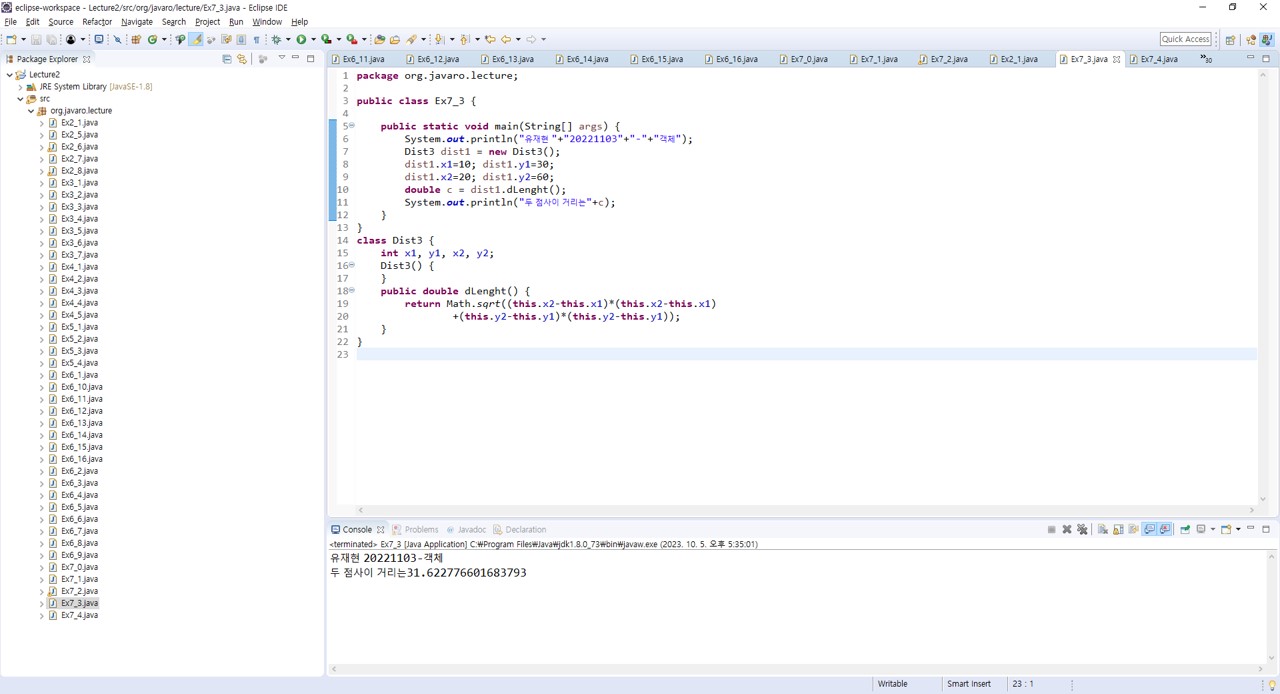 eclipse-workspace - Lecture2/src/org/javaro/lecture/Ex7_3.java - Eclipse IDE
File Edit Source Refactor Navigate Search Project Run Window Help
Quick Access
Package Explorer
Ex6_11.java Ex6_12.java Ex6_13.java Ex6_14.java Ex6_15.java Ex6_16.java Ex7_0.java Ex7_1.java Ex7_2.java Ex2_1.java Ex7_3.java Ex7_4.java »30
Lecture2
JRE System Library [JavaSE-1.8]
src
org.javaro.lecture
Ex2_1.java
Ex2_5.java
Ex2_6.java
Ex2_7.java
Ex2_8.java
Ex3_1.java
Ex3_2.java
Ex3_3.java
Ex3_4.java
Ex3_5.java
Ex3_6.java
Ex3_7.java
Ex4_1.java
Ex4_2.java
Ex4_3.java
Ex4_4.java
Ex4_5.java
Ex5_1.java
Ex5_2.java
Ex5_3.java
Ex5_4.java
Ex6_1.java
Ex6_10.java
Ex6_11.java
Ex6_12.java
Ex6_13.java
Ex6_14.java
Ex6_15.java
Ex6_16.java
Ex6_2.java
Ex6_3.java
Ex6_4.java
Ex6_5.java
Ex6_6.java
Ex6_7.java
Ex6_8.java
Ex6_9.java
Ex7_0.java
Ex7_1.java
Ex7_2.java
Ex7_3.java
Ex7_4.java
1 package org.javaro.lecture;
2
3 public class Ex7_3 {
4
5 public static void main(String[] args) {
6 System.out.println("유재현 "+"20221103"+"-"+"객체");
7 Dist3 dist1 = new Dist3();
8 dist1.x1=10; dist1.y1=30;
9 dist1.x2=20; dist1.y2=60;
10 double c = dist1.dLenght();
11 System.out.println("두 점사이 거리는"+c);
12 }
13 }
14 class Dist3 {
15 int x1, y1, x2, y2;
16 Dist3() {
17 }
18 public double dLenght() {
19 return Math.sqrt((this.x2-this.x1)*(this.x2-this.x1)
20 +(this.y2-this.y1)*(this.y2-this.y1));
21 }
22 }
23
Console Problems Javadoc Declaration
<terminated> Ex7_3 [Java Application] C:₩Program Files₩Java₩jdk1.8.0_73₩bin₩javaw.exe (2023. 10. 5. 오후 5:35:01)
유재현 20221103-객체
두 점사이 거리는31.622776601683793
Writable Smart Insert 23 : 1